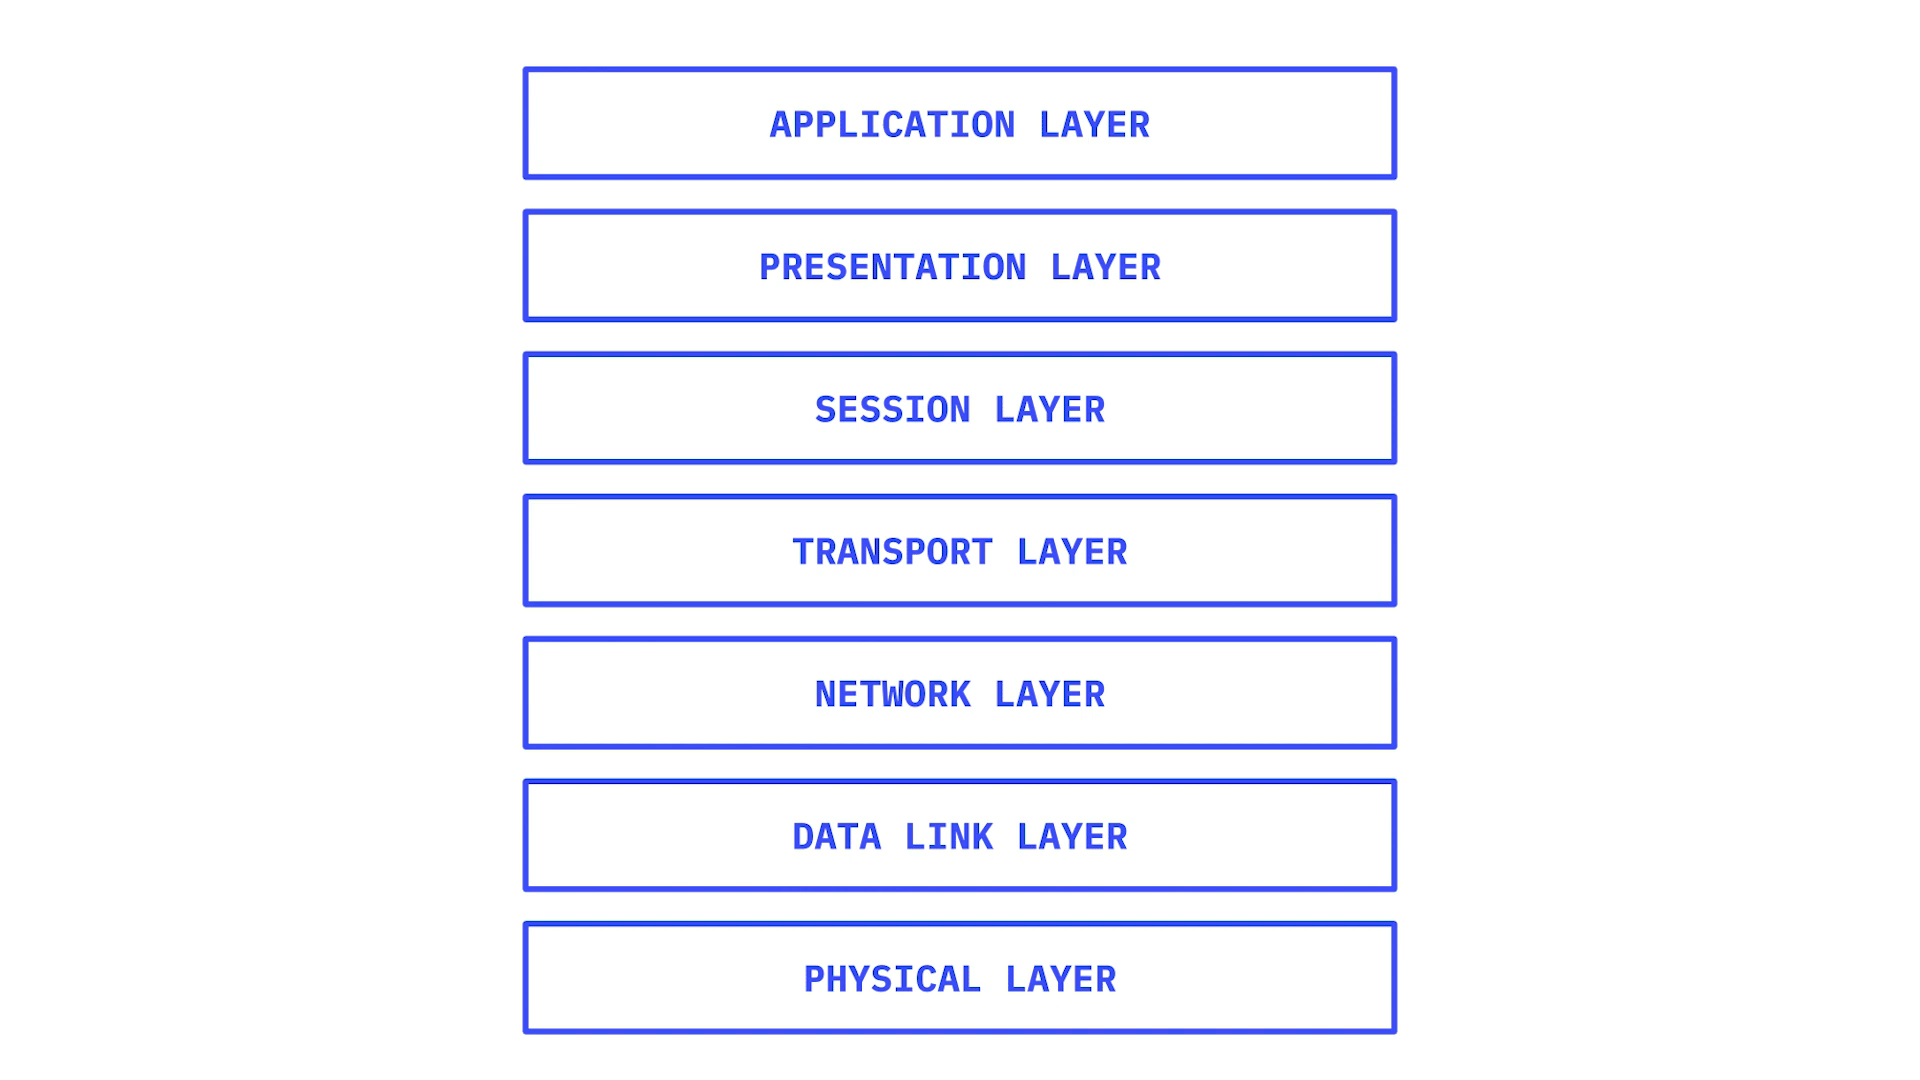 APPLICATION LAYER
PRESENTATION LAYER
SESSION LAYER
TRANSPORT LAYER
NETWORK LAYER
DATA LINK LAYER
PHYSICAL LAYER